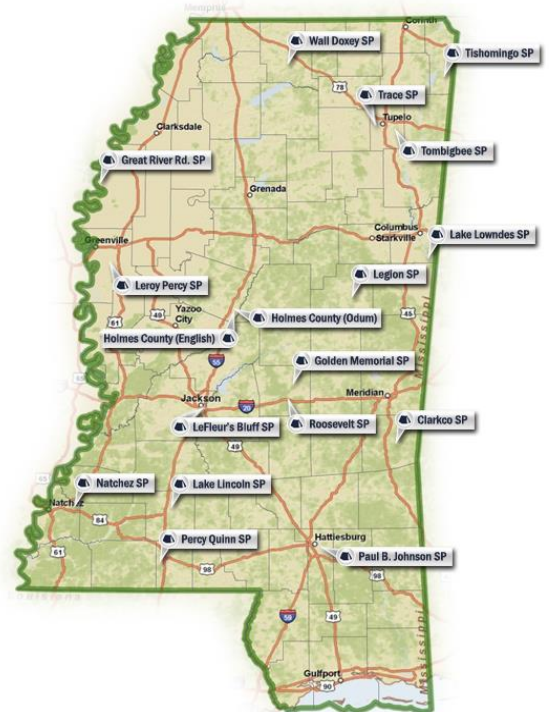 Memphis
Corinth
Wall Doxey SP
Tishomingo SP
78
Trace SP
Tupelo
Clarksdale
Tombigbee SP
Great River Rd. SP
Grenada
Columbus
Starkville
Lake Lowndes SP
Greenville
Legion SP
Leroy Percy SP
Yazoo
City
49
61
45
Holmes County (Odum)
Holmes County (English)
55
Mississippi
Golden Memorial SP
Meridian
Jackson
20
LeFleur's Bluff SP
Roosevelt SP
Clarkco SP
49
Natchez SP
Lake Lincoln SP
Natchez
84
Percy Quinn SP
Hattiesburg
Paul B. Johnson SP
61
98
98
59
49
Mississippi
Gulfport
90